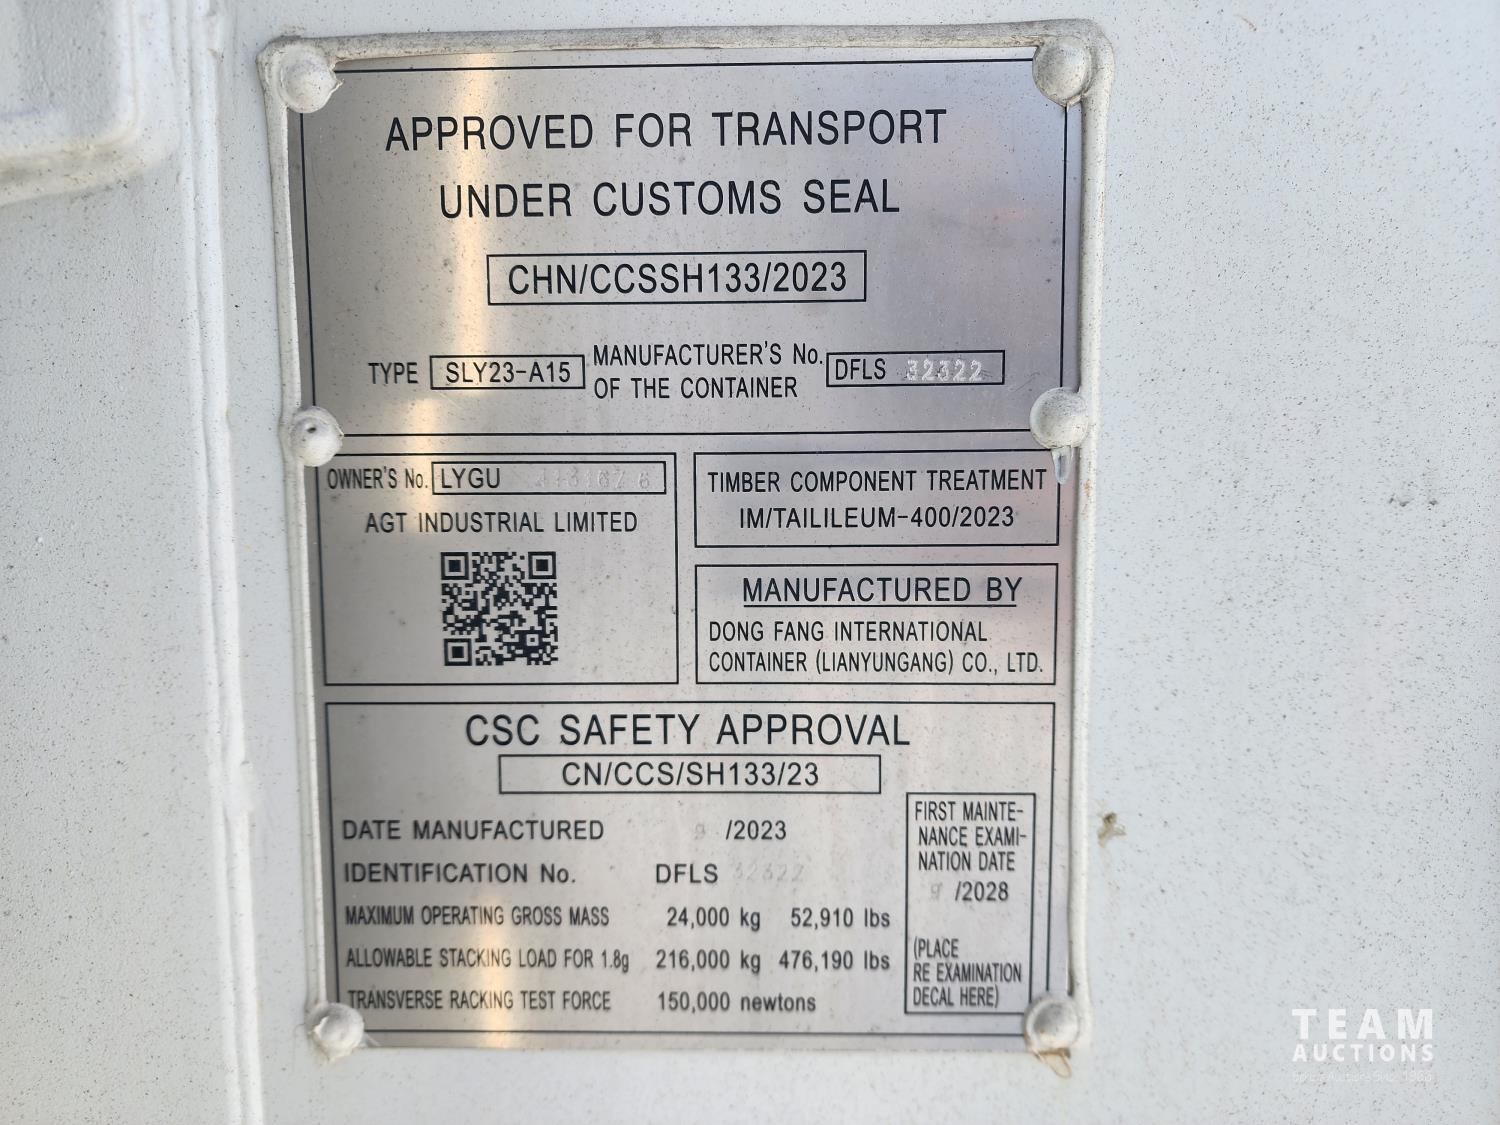 APPROVED FOR TRANSPORT
UNDER CUSTOMS SEAL
CHN/CCSSH133/2023
TYPE SLY23-A15 MANUFACTURER'S No. OF THE CONTAINER DFLS 32322
OWNER'S No. LYGU
AGT INDUSTRIAL LIMITED
TIMBER COMPONENT TREATMENT
IM/TAILILEUM-400/2023
MANUFACTURED BY
DONG FANG INTERNATIONAL
CONTAINER (LIANYUNGANG) CO., LTD.
CSC SAFETY APPROVAL
CN/CCS/SH133/23
DATE MANUFACTURED 9 /2023
IDENTIFICATION No. DFLS 32322
MAXIMUM OPERATING GROSS MASS 24,000 kg 52,910 lbs
ALLOWABLE STACKING LOAD FOR 1.8g 216,000 kg 476,190 lbs
TRANSVERSE RACKING TEST FORCE 150,000 newtons
FIRST MAINTE-
NANCE EXAMI-
NATION DATE
9 /2028
(PLACE
RE EXAMINATION
DECAL HERE)
TEAM
AUCTIONS